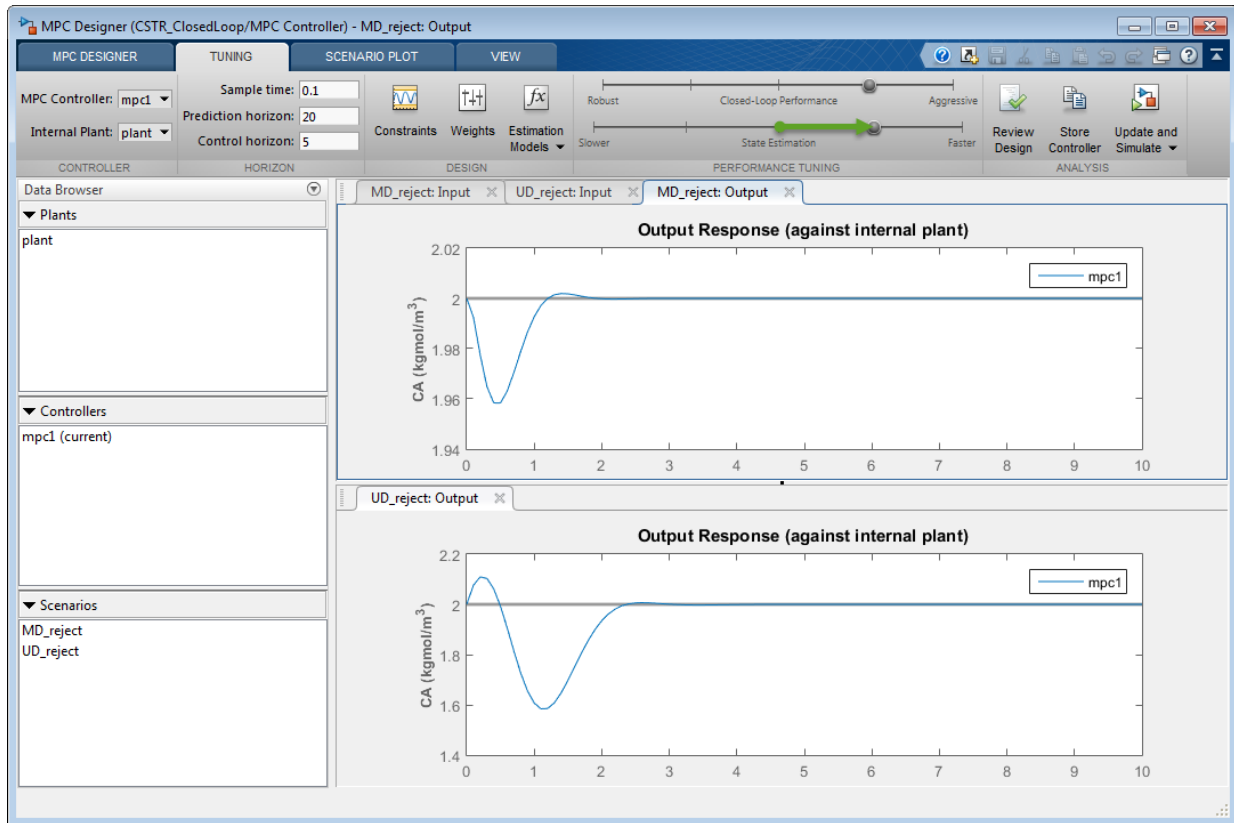 MPC Designer (CSTR_ClosedLoop/MPC Controller) - MD_reject: Output
MPC DESIGNER TUNING SCENARIO PLOT VIEW
MPC Controller: mpc1
Internal Plant: plant
CONTROLLER
Sample time: 0.1
Prediction horizon: 20
Control horizon: 5
HORIZON
Constraints Weights Estimation Models
fx
DESIGN
Robust Closed-Loop Performance Aggressive
Slower State Estimation Faster
PERFORMANCE TUNING
Review Design
Store Controller
Update and Simulate
ANALYSIS
Data Browser
Plants
plant
Controllers
mpc1 (current)
Scenarios
MD_reject
UD_reject
MD_reject: Input UD_reject: Input MD_reject: Output
Output Response (against internal plant)
2.02
2
1.98
1.96
1.94
CA (kgmol/m³)
mpc1
0 1 2 3 4 5 6 7 8 9 10
UD_reject: Output
Output Response (against internal plant)
2.2
2
1.8
1.6
1.4
CA (kgmol/m³)
mpc1
0 1 2 3 4 5 6 7 8 9 10